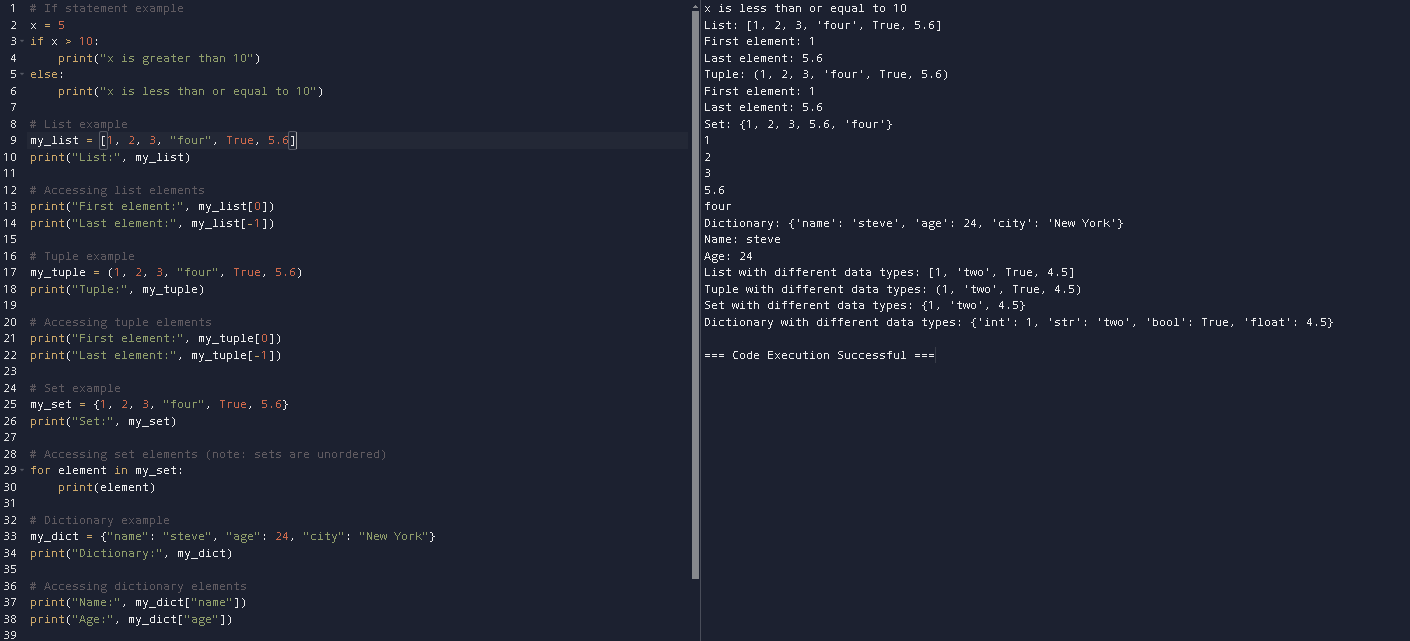 1 # If statement example
2 x = 5
3 if x > 10:
4     print("x is greater than 10")
5 else:
6     print("x is less than or equal to 10")
7
8 # List example
9 my_list = [1, 2, 3, "four", True, 5.6]
10 print("List:", my_list)
11
12 # Accessing list elements
13 print("First element:", my_list[0])
14 print("Last element:", my_list[-1])
15
16 # Tuple example
17 my_tuple = (1, 2, 3, "four", True, 5.6)
18 print("Tuple:", my_tuple)
19
20 # Accessing tuple elements
21 print("First element:", my_tuple[0])
22 print("Last element:", my_tuple[-1])
23
24 # Set example
25 my_set = {1, 2, 3, "four", True, 5.6}
26 print("Set:", my_set)
27
28 # Accessing set elements (note: sets are unordered)
29 for element in my_set:
30     print(element)
31
32 # Dictionary example
33 my_dict = {"name": "steve", "age": 24, "city": "New York"}
34 print("Dictionary:", my_dict)
35
36 # Accessing dictionary elements
37 print("Name:", my_dict["name"])
38 print("Age:", my_dict["age"])
39
x is less than or equal to 10
List: [1, 2, 3, 'four', True, 5.6]
First element: 1
Last element: 5.6
Tuple: (1, 2, 3, 'four', True, 5.6)
First element: 1
Last element: 5.6
Set: {1, 2, 3, 5.6, 'four'}
1
2
3
5.6
four
Dictionary: {'name': 'steve', 'age': 24, 'city': 'New York'}
Name: steve
Age: 24
List with different data types: [1, 'two', True, 4.5]
Tuple with different data types: (1, 'two', True, 4.5)
Set with different data types: {1, 'two', 4.5}
Dictionary with different data types: {'int': 1, 'str': 'two', 'bool': True, 'float': 4.5}

=== Code Execution Successful ===